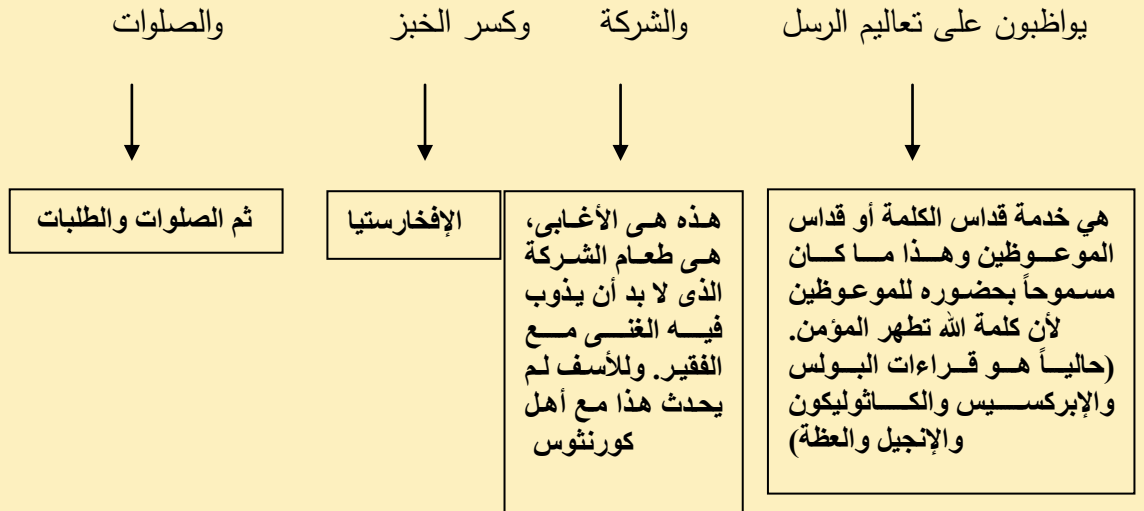 يواظبون على تعاليم الرسل والشركة وكسر الخبز والصلوات
هي خدمة قداس الكلمة أو قداس
الموعوظين وهذا ما كان
مسموحاً بحضوره للموعوظين
لأن كلمة الله تطهر المؤمن.
(حالياً هو قراءات البولس
والإبركسيس والكاثوليكون
والإنجيل والعظة)
هذه هى الأغابى،
هى طعام الشركة
الذى لا بد أن يذوب
فيه الغنى مع
الفقير. وللأسف لم
يحدث هذا مع أهل
كورنثوس
الإفخارستيا
ثم الصلوات والطلبات